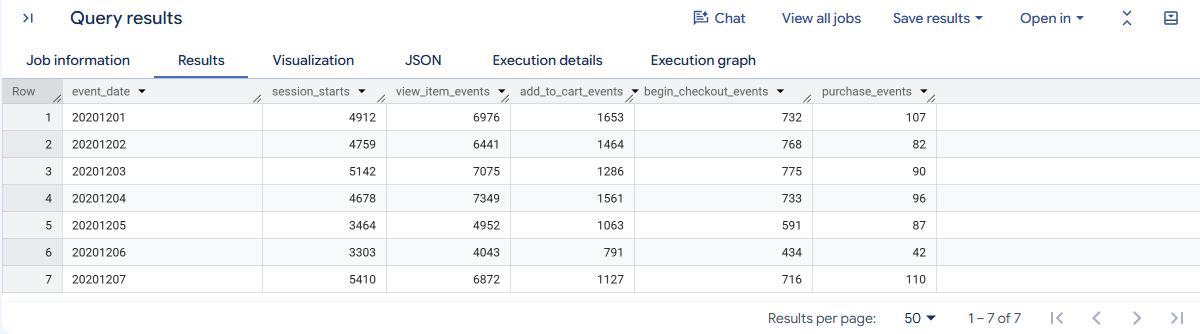 Query results Chat View all jobs Save results Open in
Job information Results Visualization JSON Execution details Execution graph
Row event_date session_starts view_item_events add_to_cart_events begin_checkout_events purchase_events
1 20201201 4912 6976 1653 732 107
2 20201202 4759 6441 1464 768 82
3 20201203 5142 7075 1286 775 90
4 20201204 4678 7349 1561 733 96
5 20201205 3464 4952 1063 591 87
6 20201206 3303 4043 791 434 42
7 20201207 5410 6872 1127 716 110
Results per page: 50 1 – 7 of 7